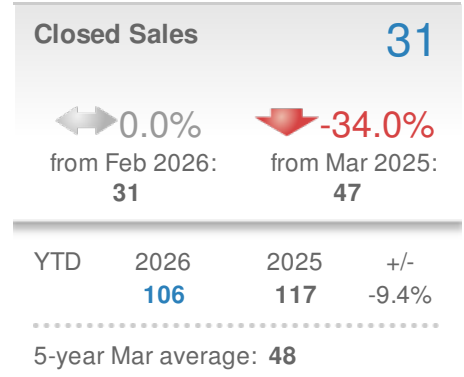 Closed Sales 31
0.0% -34.0%
from Feb 2026: from Mar 2025:
31 47
YTD 2026 2025 +/-
106 117 -9.4%
5-year Mar average: 48